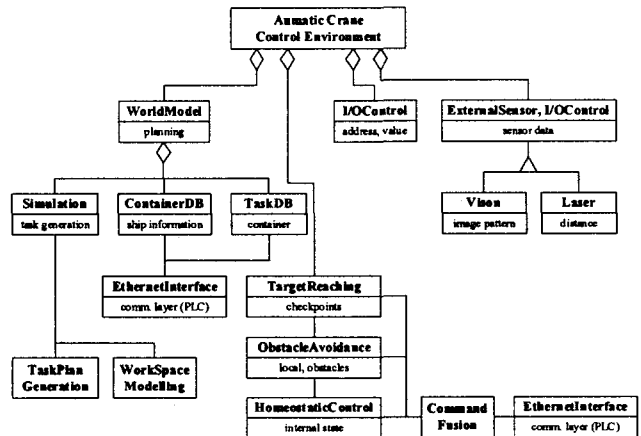 Aumatic Crane
Control Environment
WorldModel
planning
I/OControl
address, value
ExternalSensor, I/OControl
sensor data
Simulation
task generation
ContainerDB
ship information
TaskDB
container
Vison
image pattern
Laser
distance
EthernetInterface
comm. layer (PLC)
TargetReaching
checkpoints
TaskPlan
Generation
WorkSpace
Modelling
ObstacleAvoidance
local, obstacles
HomeostaticControl
internal state
Command
Fusion
EthernetInterface
comm. layer (PLC)